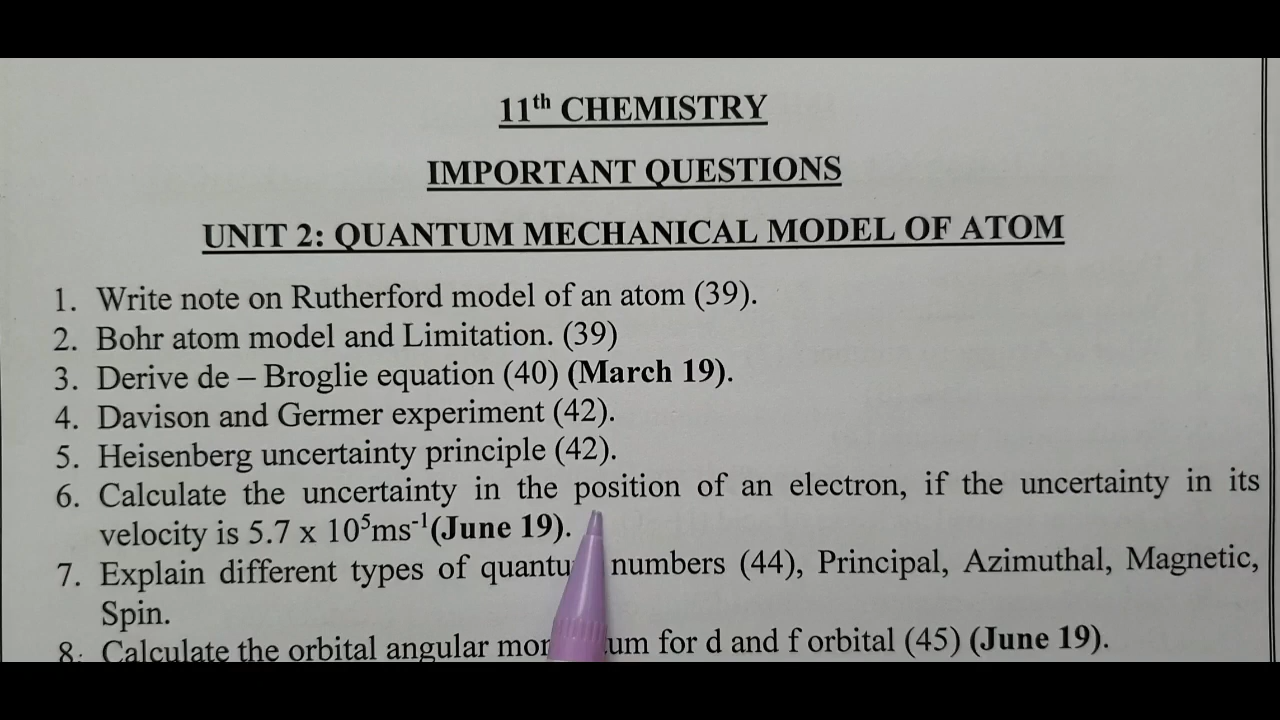 11th CHEMISTRY
IMPORTANT QUESTIONS
UNIT 2: QUANTUM MECHANICAL MODEL OF ATOM
1. Write note on Rutherford model of an atom (39).
2. Bohr atom model and Limitation. (39)
3. Derive de – Broglie equation (40) (March 19).
4. Davison and Germer experiment (42).
5. Heisenberg uncertainty principle (42).
6. Calculate the uncertainty in the position of an electron, if the uncertainty in its
velocity is 5.7 x 10⁵ms⁻¹(June 19).
7. Explain different types of quantu numbers (44), Principal, Azimuthal, Magnetic,
Spin.
8. Calculate the orbital angular mor um for d and f orbital (45) (June 19).